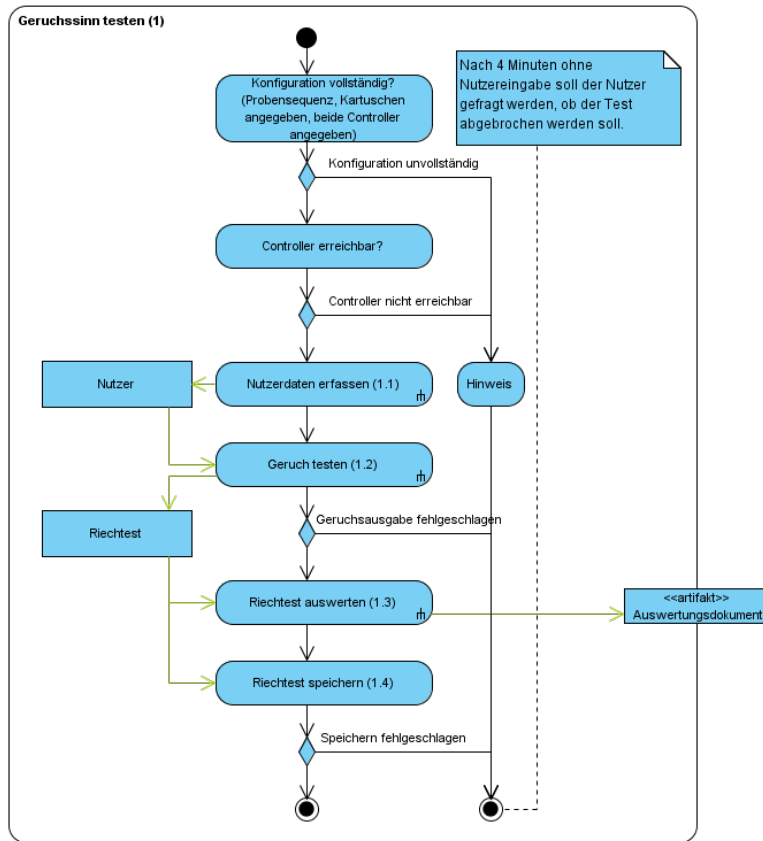 Geruchssinn testen (1)
Nach 4 Minuten ohne
Nutzereingabe soll der Nutzer
gefragt werden, ob der Test
abgebrochen werden soll.
Konfiguration vollständig?
(Probensequenz, Kartuschen
angegeben, beide Controller
angegeben)
Konfiguration unvollständig
Controller erreichbar?
Controller nicht erreichbar
Nutzer
Nutzerdaten erfassen (1.1)
Hinweis
Geruch testen (1.2)
Geruchsausgabe fehlgeschlagen
Riechtest
Riechtest auswerten (1.3)
<<artifakt>>
Auswertungsdokument
Riechtest speichern (1.4)
Speichern fehlgeschlagen